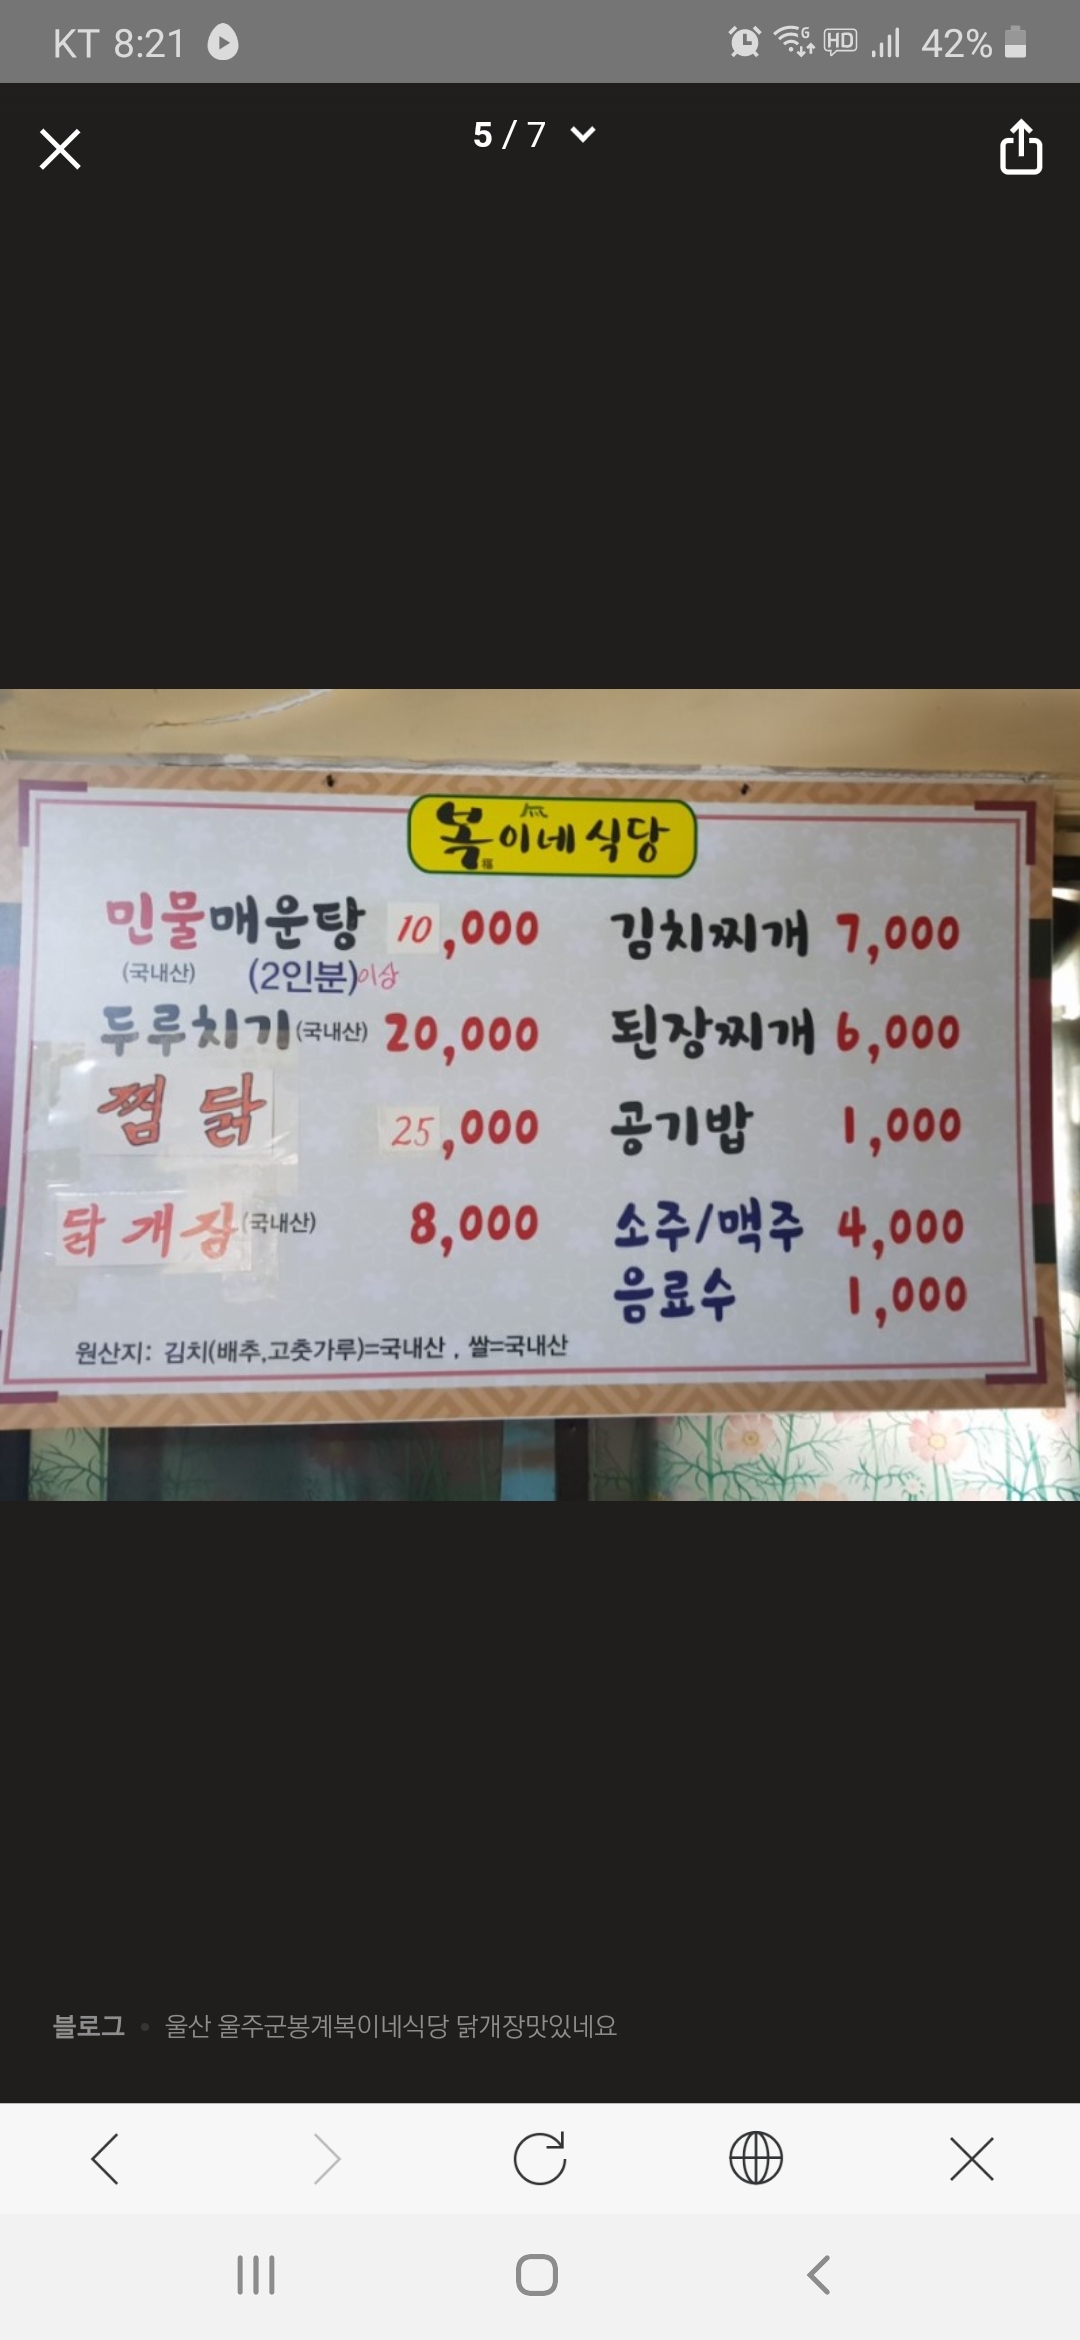 KT 8:21
42%
5 / 7
복이네식당
福
민물매운탕 10,000
(국내산) (2인분)이상
두루치기(국내산) 20,000
찜닭 25,000
닭개장(국내산) 8,000
김치찌개 7,000
된장찌개 6,000
공기밥 1,000
소주/맥주 4,000
음료수 1,000
원산지: 김치(배추,고춧가루)=국내산 , 쌀=국내산
블로그 • 울산 울주군봉계복이네식당 닭개장맛있네요